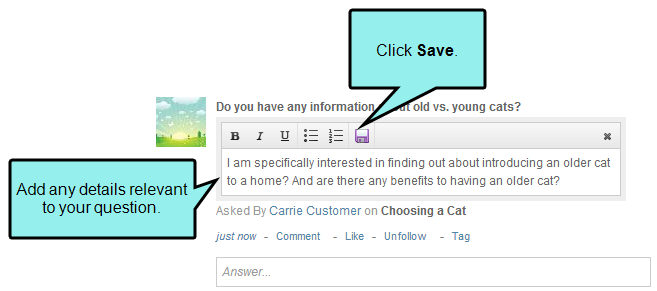 Click Save.
Do you have any information out old vs. young cats?
B I U
I am specifically interested in finding out about introducing an older cat
to a home? And are there any benefits to having an older cat?
Add any details relevant
to your question.
Asked By Carrie Customer on Choosing a Cat
just now - Comment - Like - Unfollow - Tag
Answer...